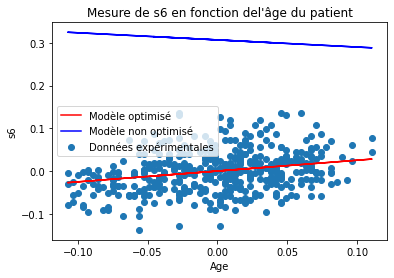 Mesure de s6 en fonction del'âge du patient
0.3
0.2
0.1
0.0
−0.1
s6
Modèle optimisé
Modèle non optimisé
Données expérimentales
−0.10
−0.05
0.00
0.05
0.10
Age